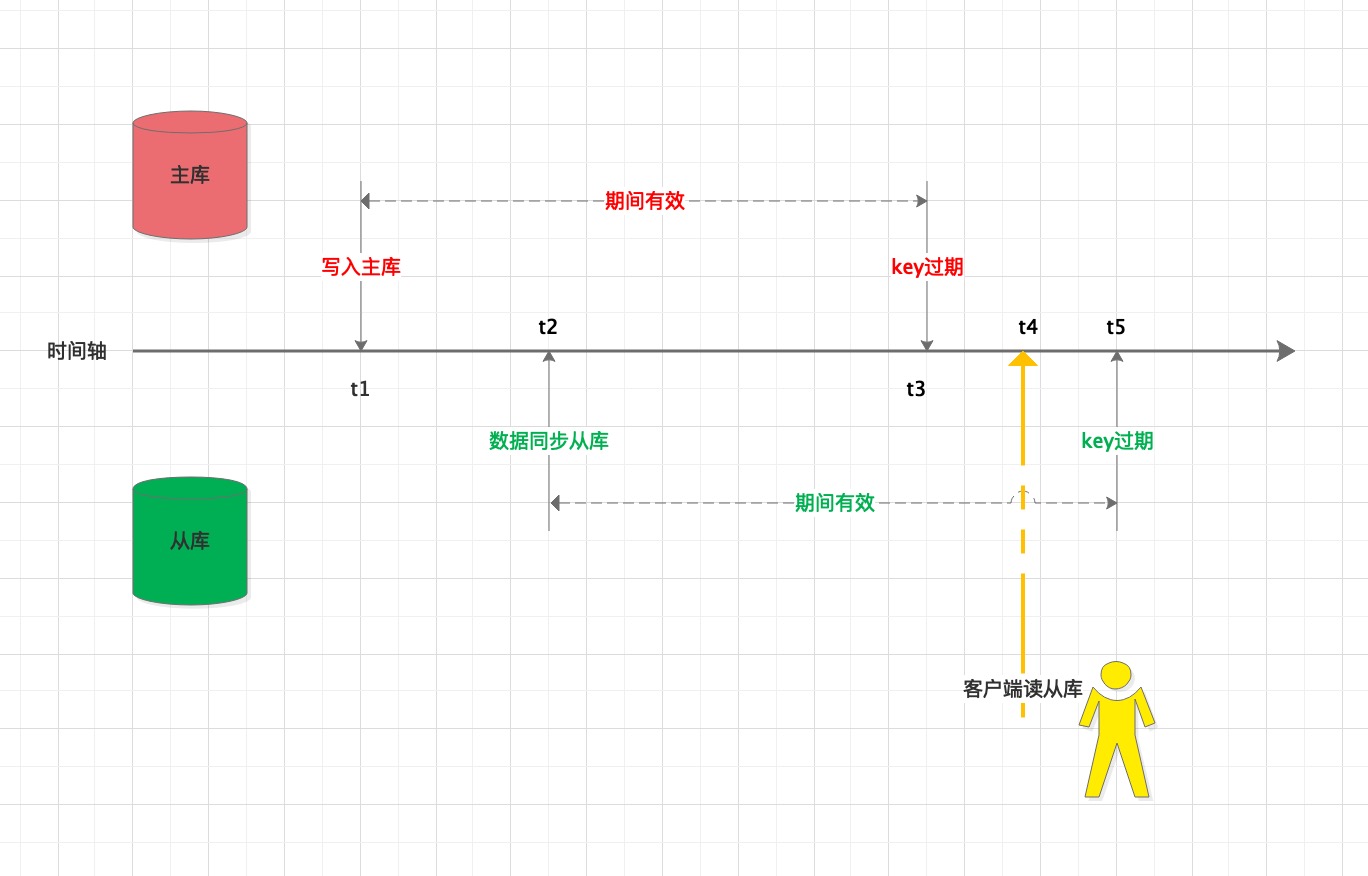 主库
期间有效
写入主库
key过期
t2
t4
t5
时间轴
t1
t3
数据同步从库
key过期
期间有效
从库
客户端读从库